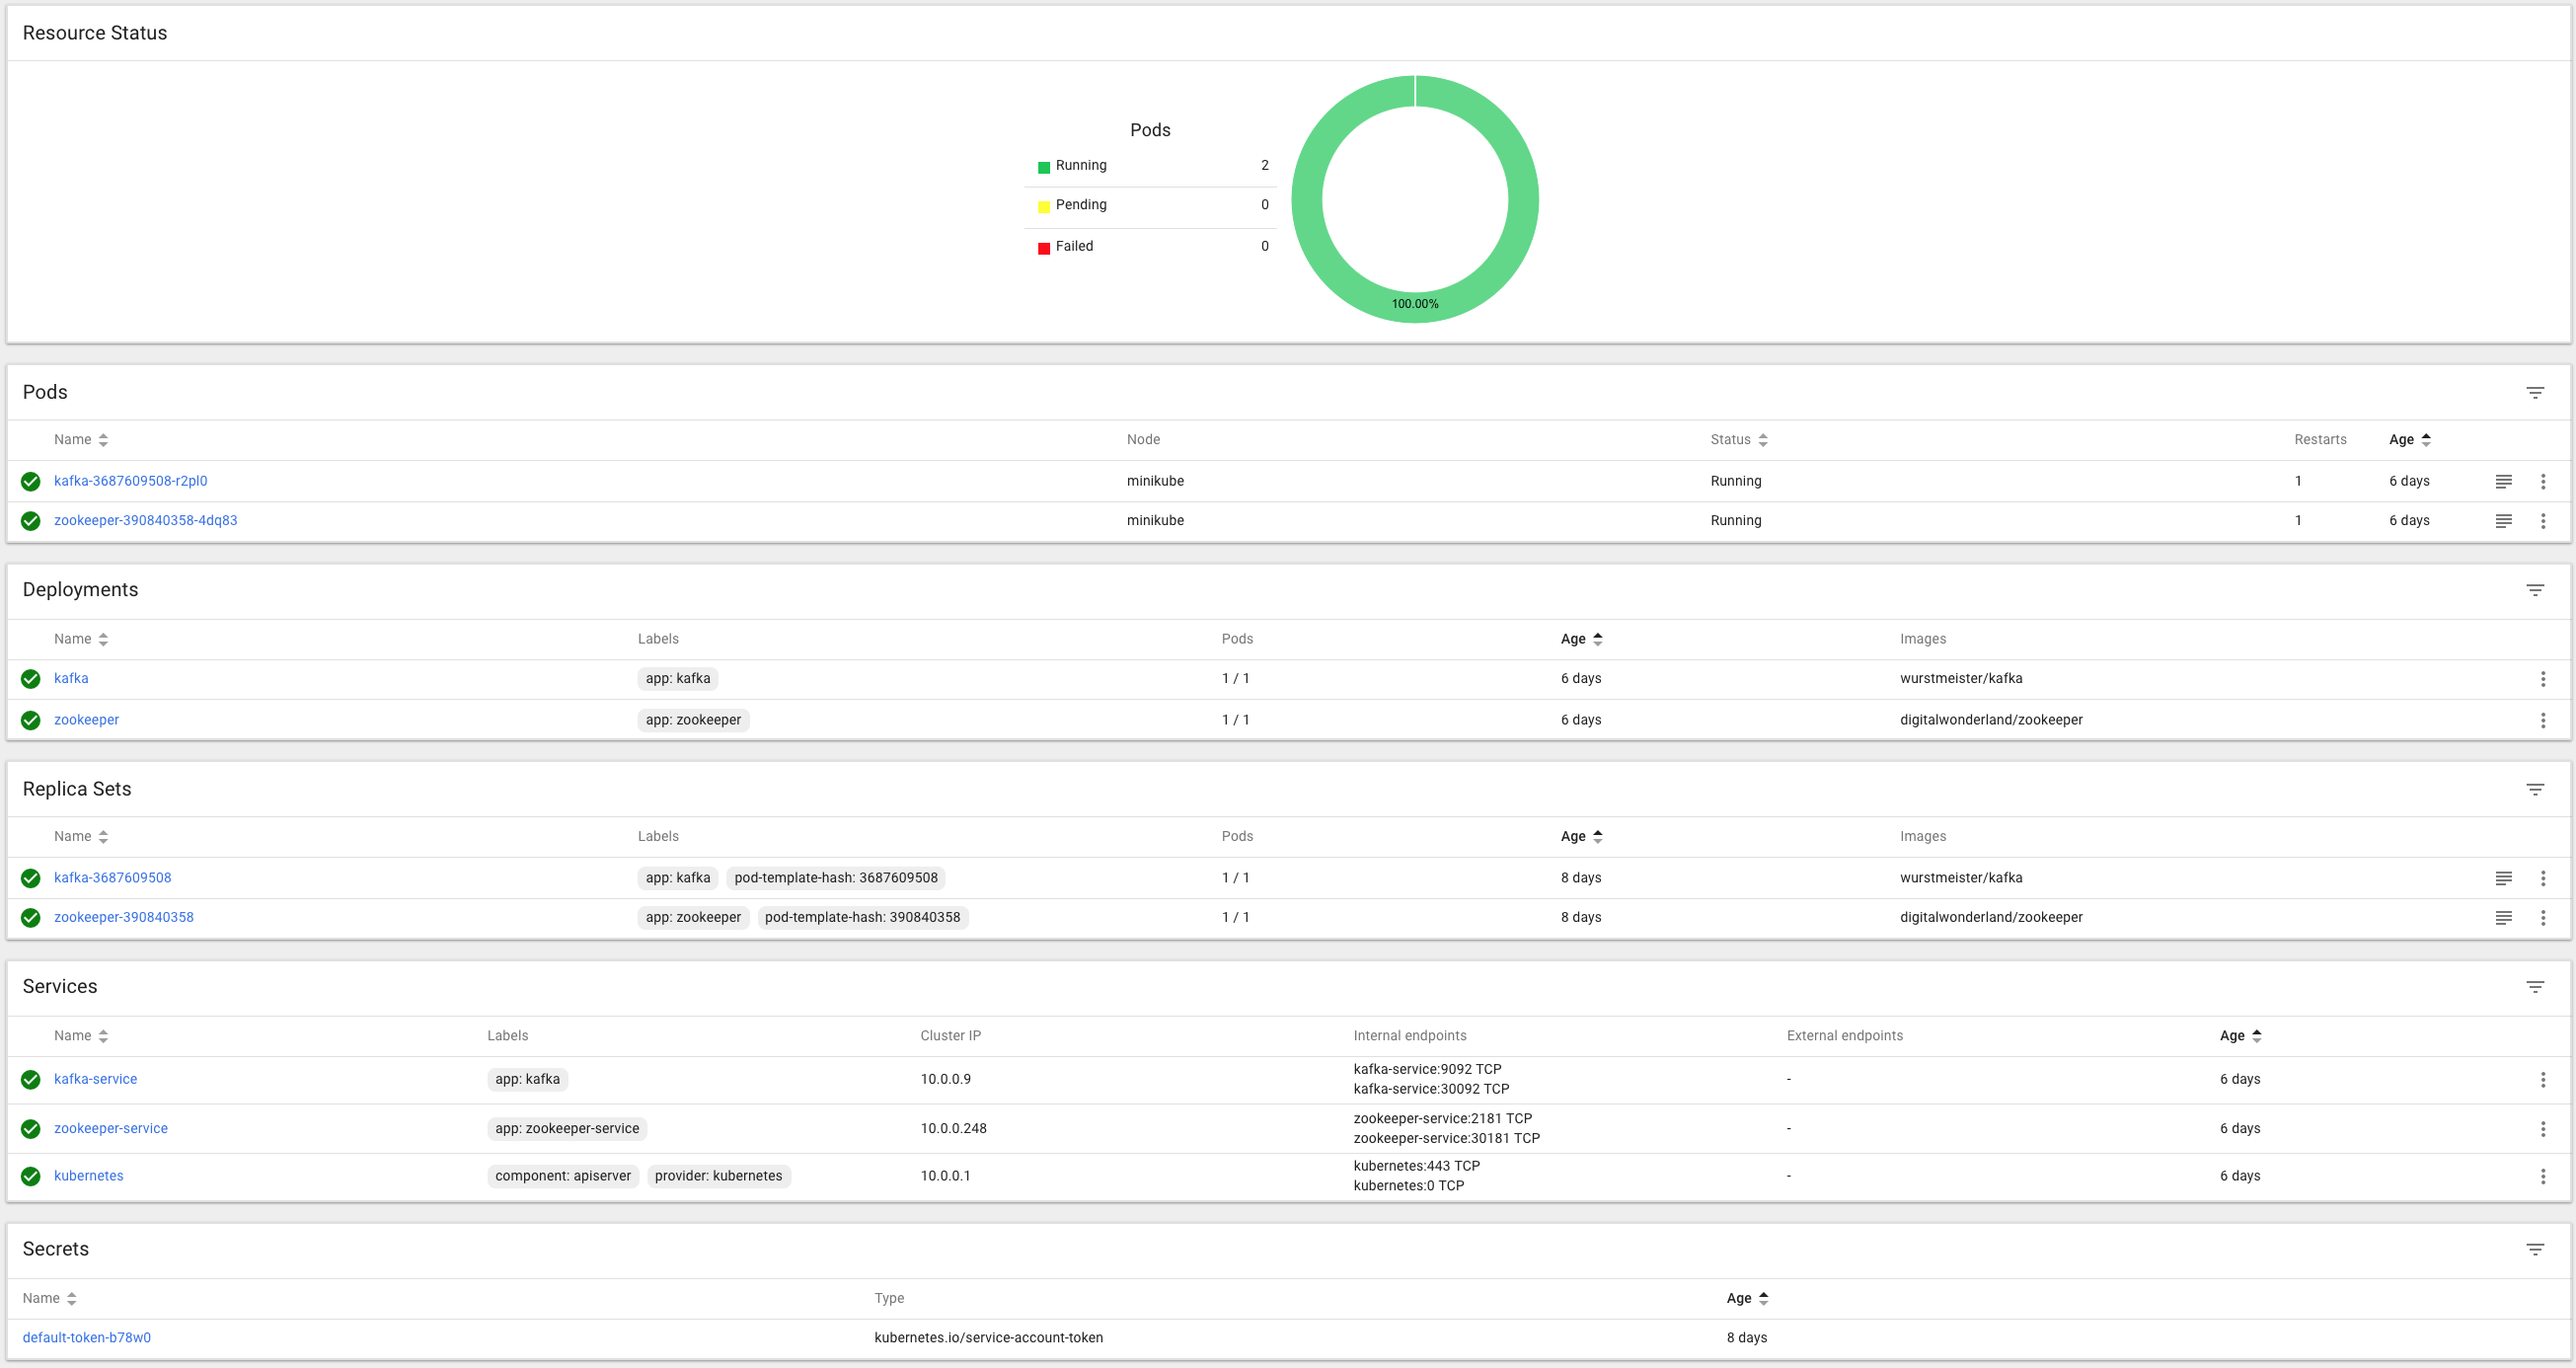 Resource Status
Pods
Running 2
Pending 0
Failed 0
100.00%
Pods
Name Node Status Restarts Age
kafka-3687609508-r2pl0 minikube Running 1 6 days
zookeeper-390840358-4dq83 minikube Running 1 6 days
Deployments
Name Labels Pods Age Images
kafka app: kafka 1 / 1 6 days wurstmeister/kafka
zookeeper app: zookeeper 1 / 1 6 days digitalwonderland/zookeeper
Replica Sets
Name Labels Pods Age Images
kafka-3687609508 app: kafka pod-template-hash: 3687609508 1 / 1 8 days wurstmeister/kafka
zookeeper-390840358 app: zookeeper pod-template-hash: 390840358 1 / 1 8 days digitalwonderland/zookeeper
Services
Name Labels Cluster IP Internal endpoints External endpoints Age
kafka-service app: kafka 10.0.0.9 kafka-service:9092 TCP - 6 days
kafka-service:30092 TCP
zookeeper-service app: zookeeper-service 10.0.0.248 zookeeper-service:2181 TCP - 6 days
zookeeper-service:30181 TCP
kubernetes component: apiserver provider: kubernetes 10.0.0.1 kubernetes:443 TCP - 6 days
kubernetes:0 TCP
Secrets
Name Type Age
default-token-b78w0 kubernetes.io/service-account-token 8 days